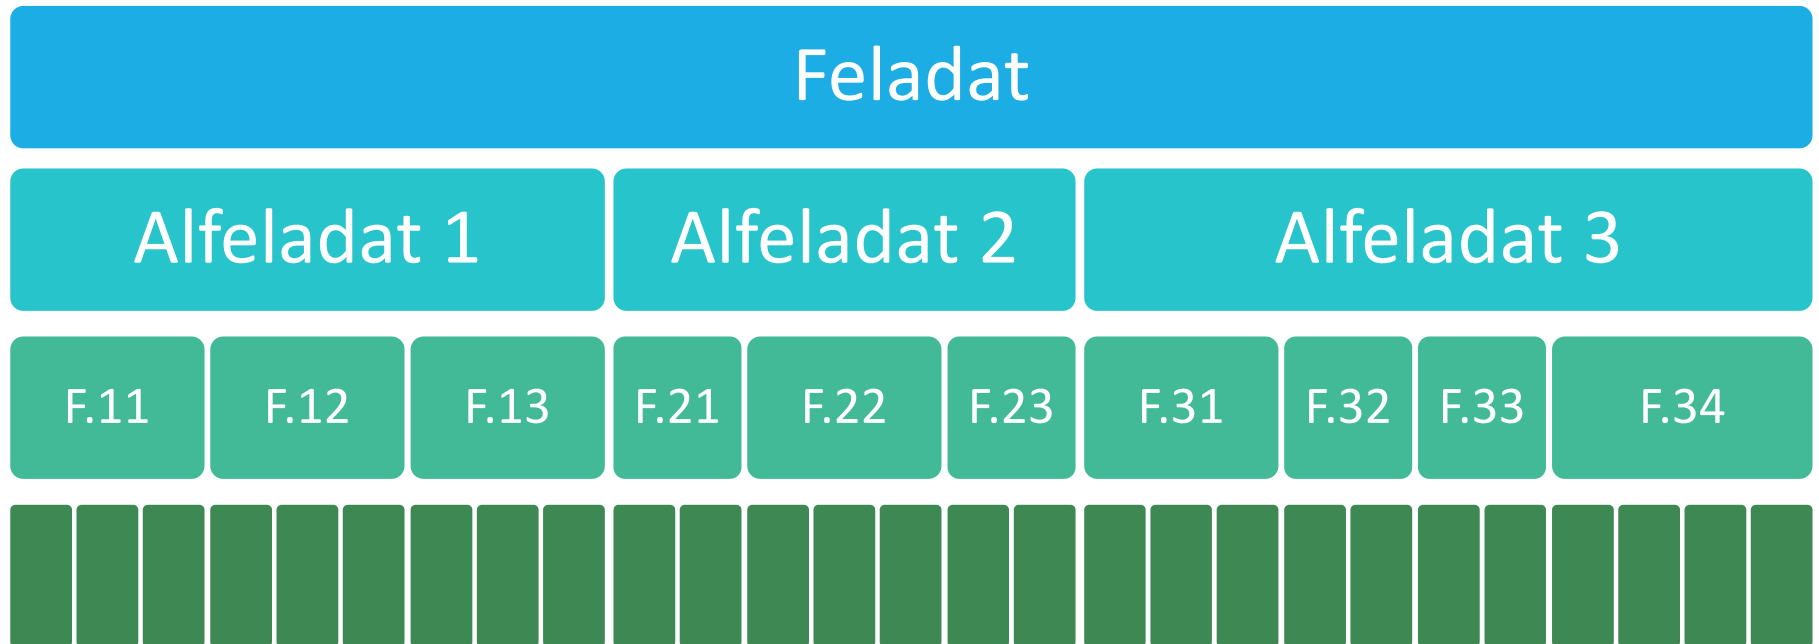 Feladat
Alfeladat 1
Alfeladat 2
Alfeladat 3
F.11
F.12
F.13
F.21
F.22
F.23
F.31
F.32
F.33
F.34